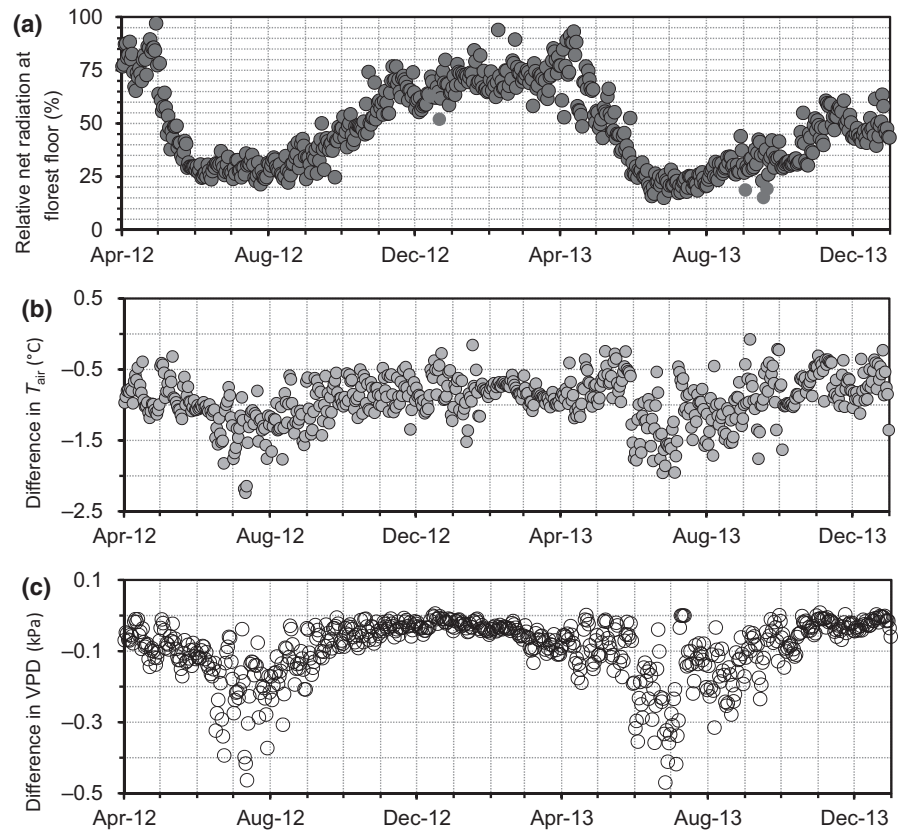 (a)
Relative net radiation at
florest floor (%)
100
75
50
25
0
Apr-12 Aug-12 Dec-12 Apr-13 Aug-13 Dec-13
(b)
Difference in Tair (°C)
0.5
−0.5
−1.5
−2.5
Apr-12 Aug-12 Dec-12 Apr-13 Aug-13 Dec-13
(c)
Difference in VPD (kPa)
0.1
−0.1
−0.3
−0.5
Apr-12 Aug-12 Dec-12 Apr-13 Aug-13 Dec-13